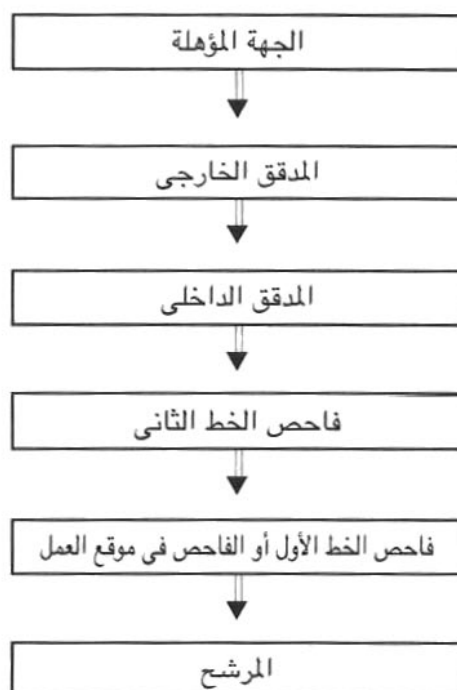 الجهة المؤهلة
المدقق الخارجى
المدقق الداخلى
فاحص الخط الثانى
فاحص الخط الأول أو الفاحص فى موقع العمل
المرشح